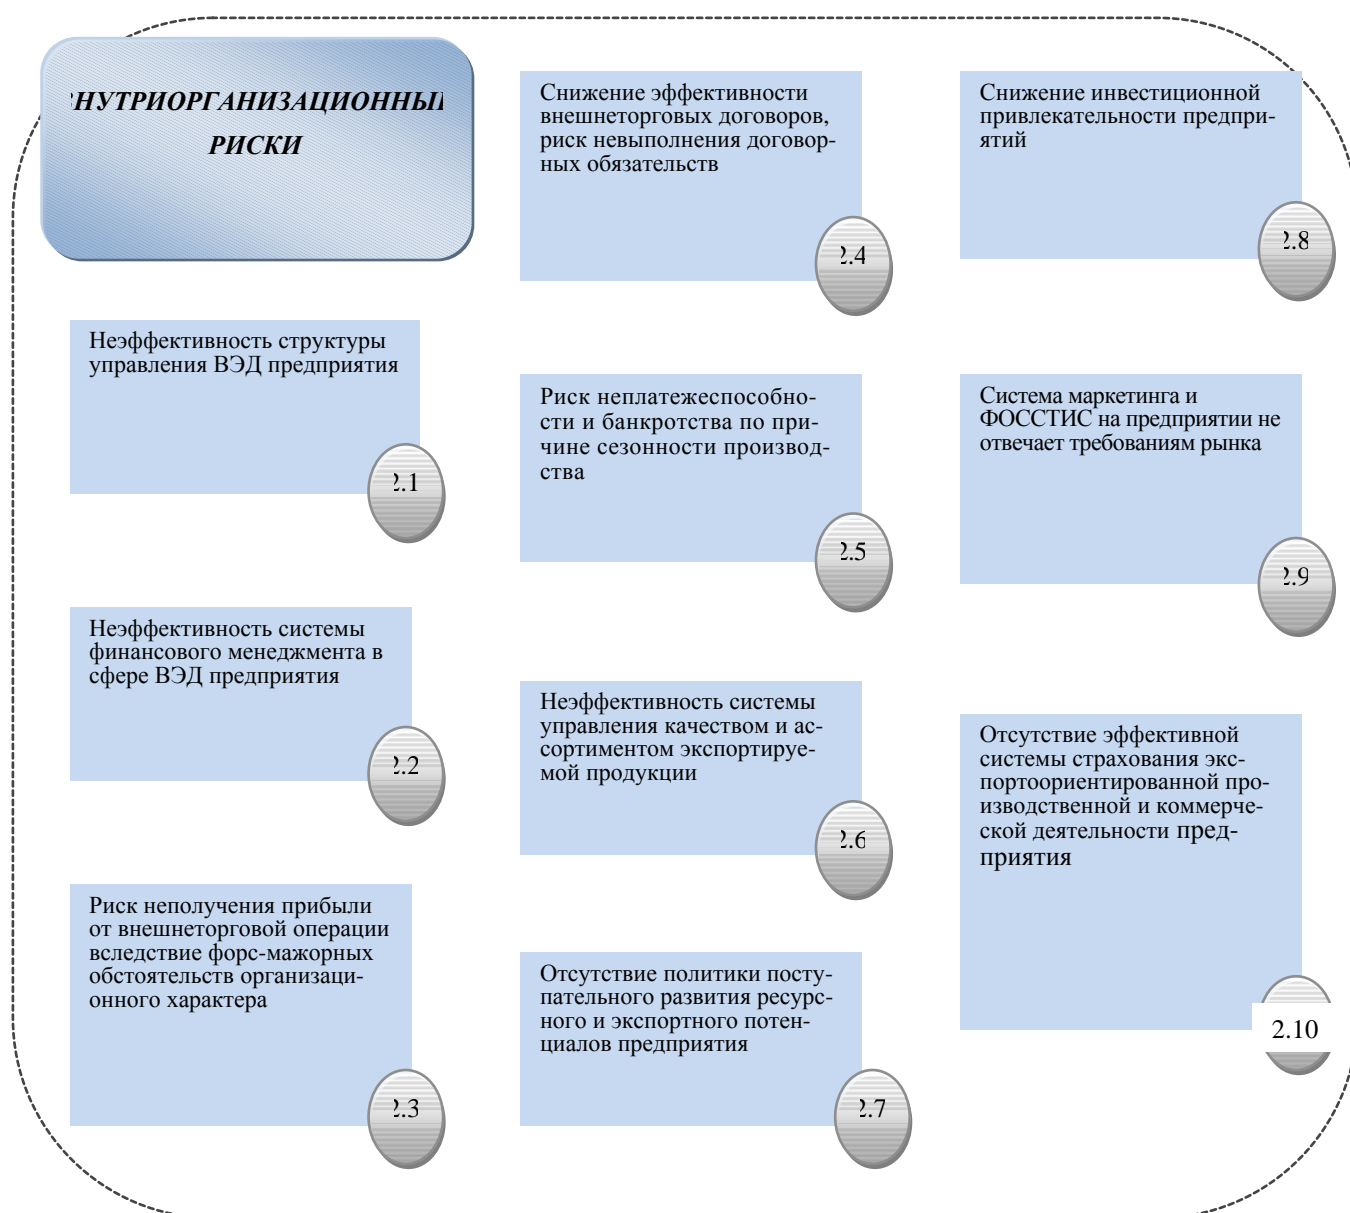 ВНУТРИОРГАНИЗАЦИОННЫЕ
РИСКИ
Неэффективность структуры
управления ВЭД предприятия
2.1
Неэффективность системы
финансового менеджмента в
сфере ВЭД предприятия
2.2
Риск неполучения прибыли
от внешнеторговой операции
вследствие форс-мажорных
обстоятельств организаци-
онного характера
2.3
Снижение эффективности
внешнеторговых договоров,
риск невыполнения договор-
ных обязательств
2.4
Риск неплатежеспособно-
сти и банкротства по при-
чине сезонности производ-
ства
2.5
Неэффективность системы
управления качеством и ас-
сортиментом экспортируе-
мой продукции
2.6
Отсутствие политики посту-
пательного развития ресурс-
ного и экспортного потен-
циалов предприятия
2.7
Снижение инвестиционной
привлекательности предпри-
ятий
2.8
Система маркетинга и
ФОССТИС на предприятии не
отвечает требованиям рынка
2.9
Отсутствие эффективной
системы страхования экс-
портоориентированной про-
изводственной и коммерче-
ской деятельности пред-
приятия
2.10